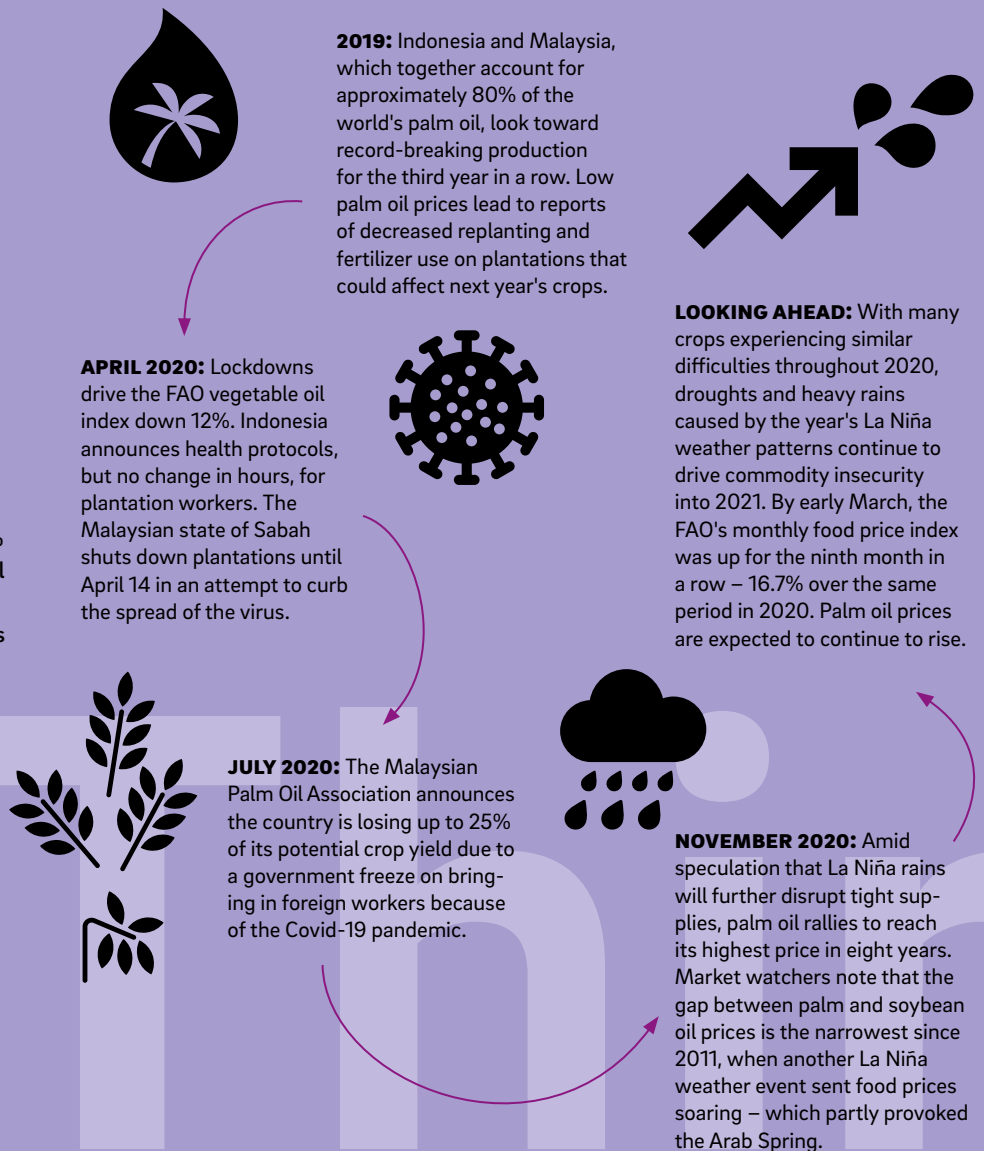 2019: Indonesia and Malaysia,
which together account for
approximately 80% of the
world's palm oil, look toward
record-breaking production
for the third year in a row. Low
palm oil prices lead to reports
of decreased replanting and
fertilizer use on plantations that
could affect next year's crops.
APRIL 2020: Lockdowns
drive the FAO vegetable oil
index down 12%. Indonesia
announces health protocols,
but no change in hours, for
plantation workers. The
Malaysian state of Sabah
shuts down plantations until
April 14 in an attempt to curb
the spread of the virus.
JULY 2020: The Malaysian
Palm Oil Association announces
the country is losing up to 25%
of its potential crop yield due to
a government freeze on bring-
ing in foreign workers because
of the Covid-19 pandemic.
NOVEMBER 2020: Amid
speculation that La Niña rains
will further disrupt tight sup-
plies, palm oil rallies to reach
its highest price in eight years.
Market watchers note that the
gap between palm and soybean
oil prices is the narrowest since
2011, when another La Niña
weather event sent food prices
soaring – which partly provoked
the Arab Spring.
LOOKING AHEAD: With many
crops experiencing similar
difficulties throughout 2020,
droughts and heavy rains
caused by the year's La Niña
weather patterns continue to
drive commodity insecurity
into 2021. By early March, the
FAO's monthly food price index
was up for the ninth month in
a row – 16.7% over the same
period in 2020. Palm oil prices
are expected to continue to rise.
Thin